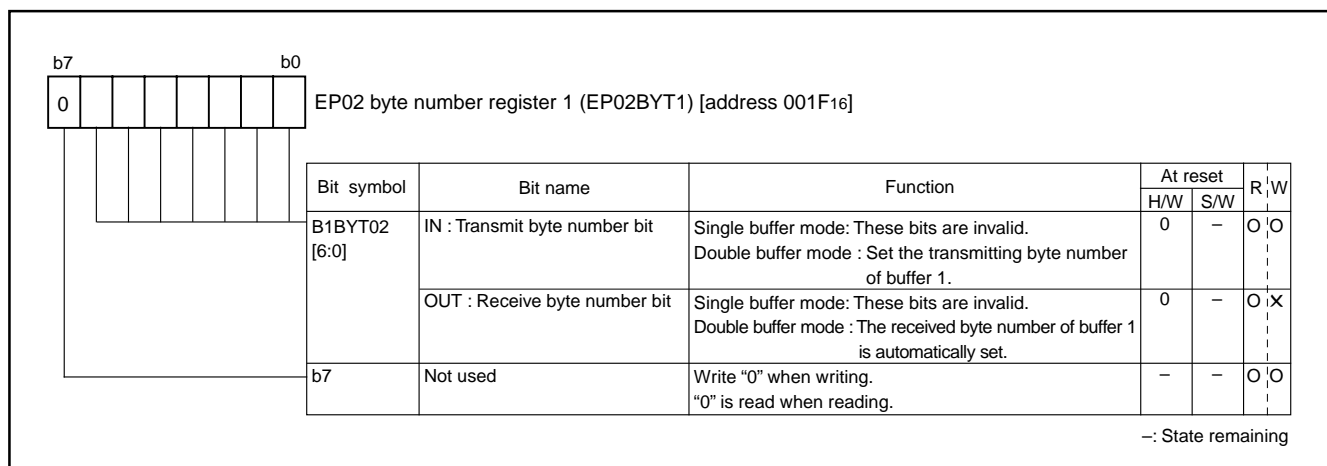 b7 b0
0 EP02 byte number register 1 (EP02BYT1) [address 001F16]
Bit symbol Bit name Function At reset R W
H/W S/W
B1BYT02 IN : Transmit byte number bit Single buffer mode: These bits are invalid. 0 – O O
[6:0] Double buffer mode : Set the transmitting byte number
of buffer 1.
OUT : Receive byte number bit Single buffer mode: These bits are invalid. 0 – O ×
Double buffer mode : The received byte number of buffer 1
is automatically set.
b7 Not used Write “0” when writing. – – O O
“0” is read when reading.
–: State remaining